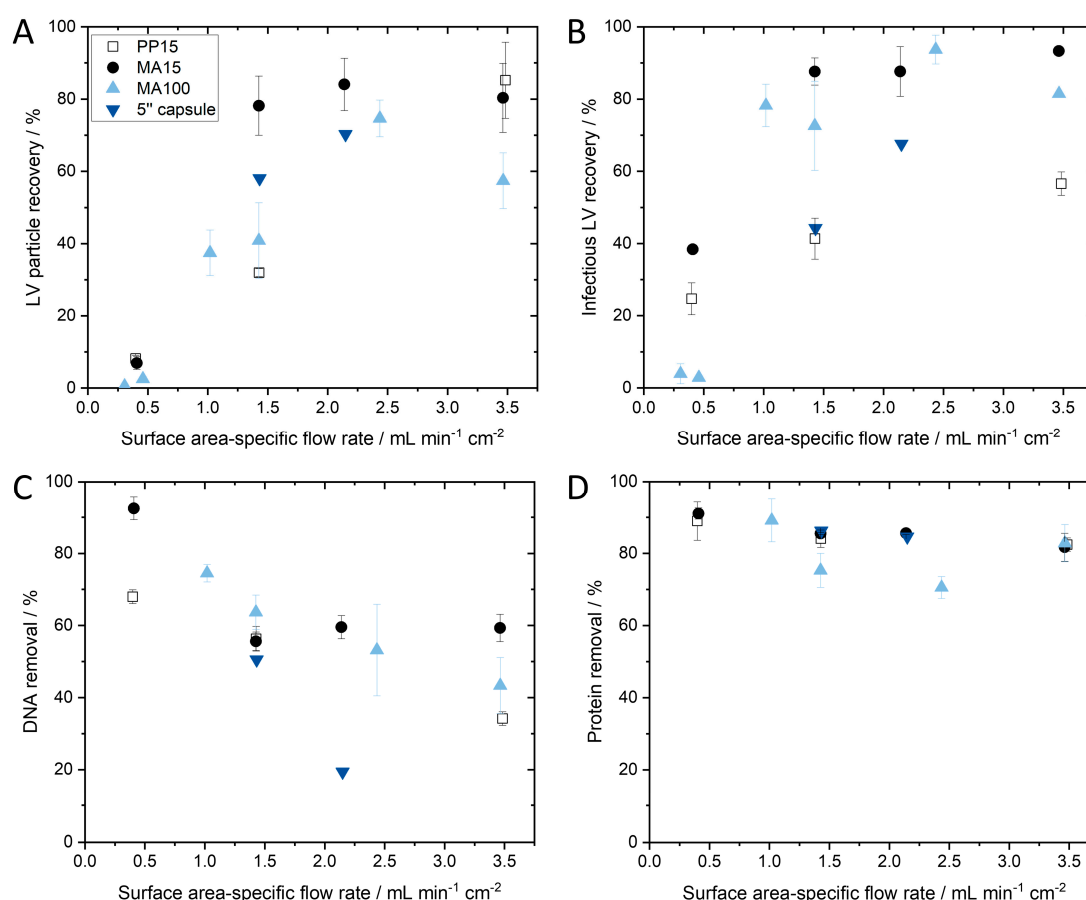 A
100
80
60
40
20
0
LV particle recovery / %
PP15
MA15
MA100
5" capsule
0.0 0.5 1.0 1.5 2.0 2.5 3.0 3.5
Surface area-specific flow rate / mL min⁻¹ cm⁻²
B
100
80
60
40
20
0
Infectious LV recovery / %
0.0 0.5 1.0 1.5 2.0 2.5 3.0 3.5
Surface area-specific flow rate / mL min⁻¹ cm⁻²
C
100
80
60
40
20
0
DNA removal / %
0.0 0.5 1.0 1.5 2.0 2.5 3.0 3.5
Surface area-specific flow rate / mL min⁻¹ cm⁻²
D
100
80
60
40
20
0
Protein removal / %
0.0 0.5 1.0 1.5 2.0 2.5 3.0 3.5
Surface area-specific flow rate / mL min⁻¹ cm⁻²